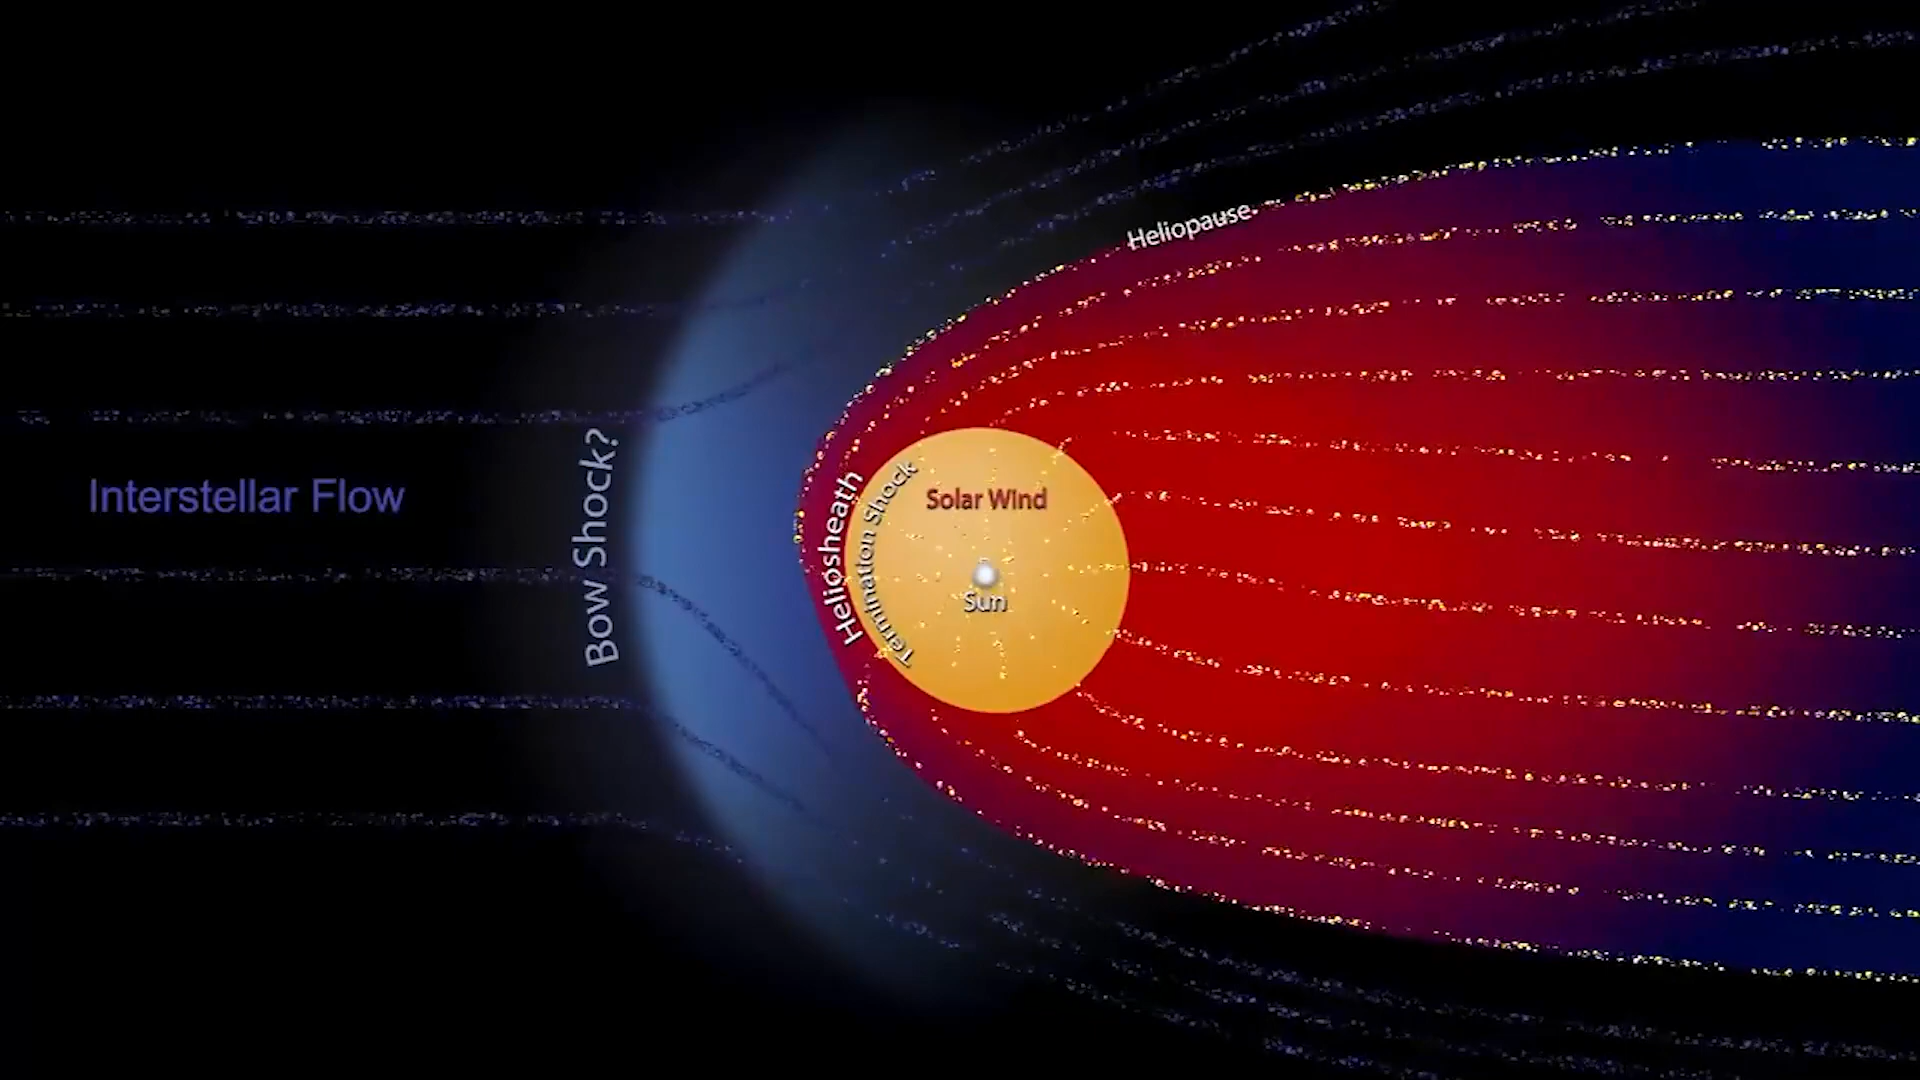 Heliopause
Interstellar Flow
Bow Shock?
Heliosheath
Termination Shock
Solar Wind
Sun